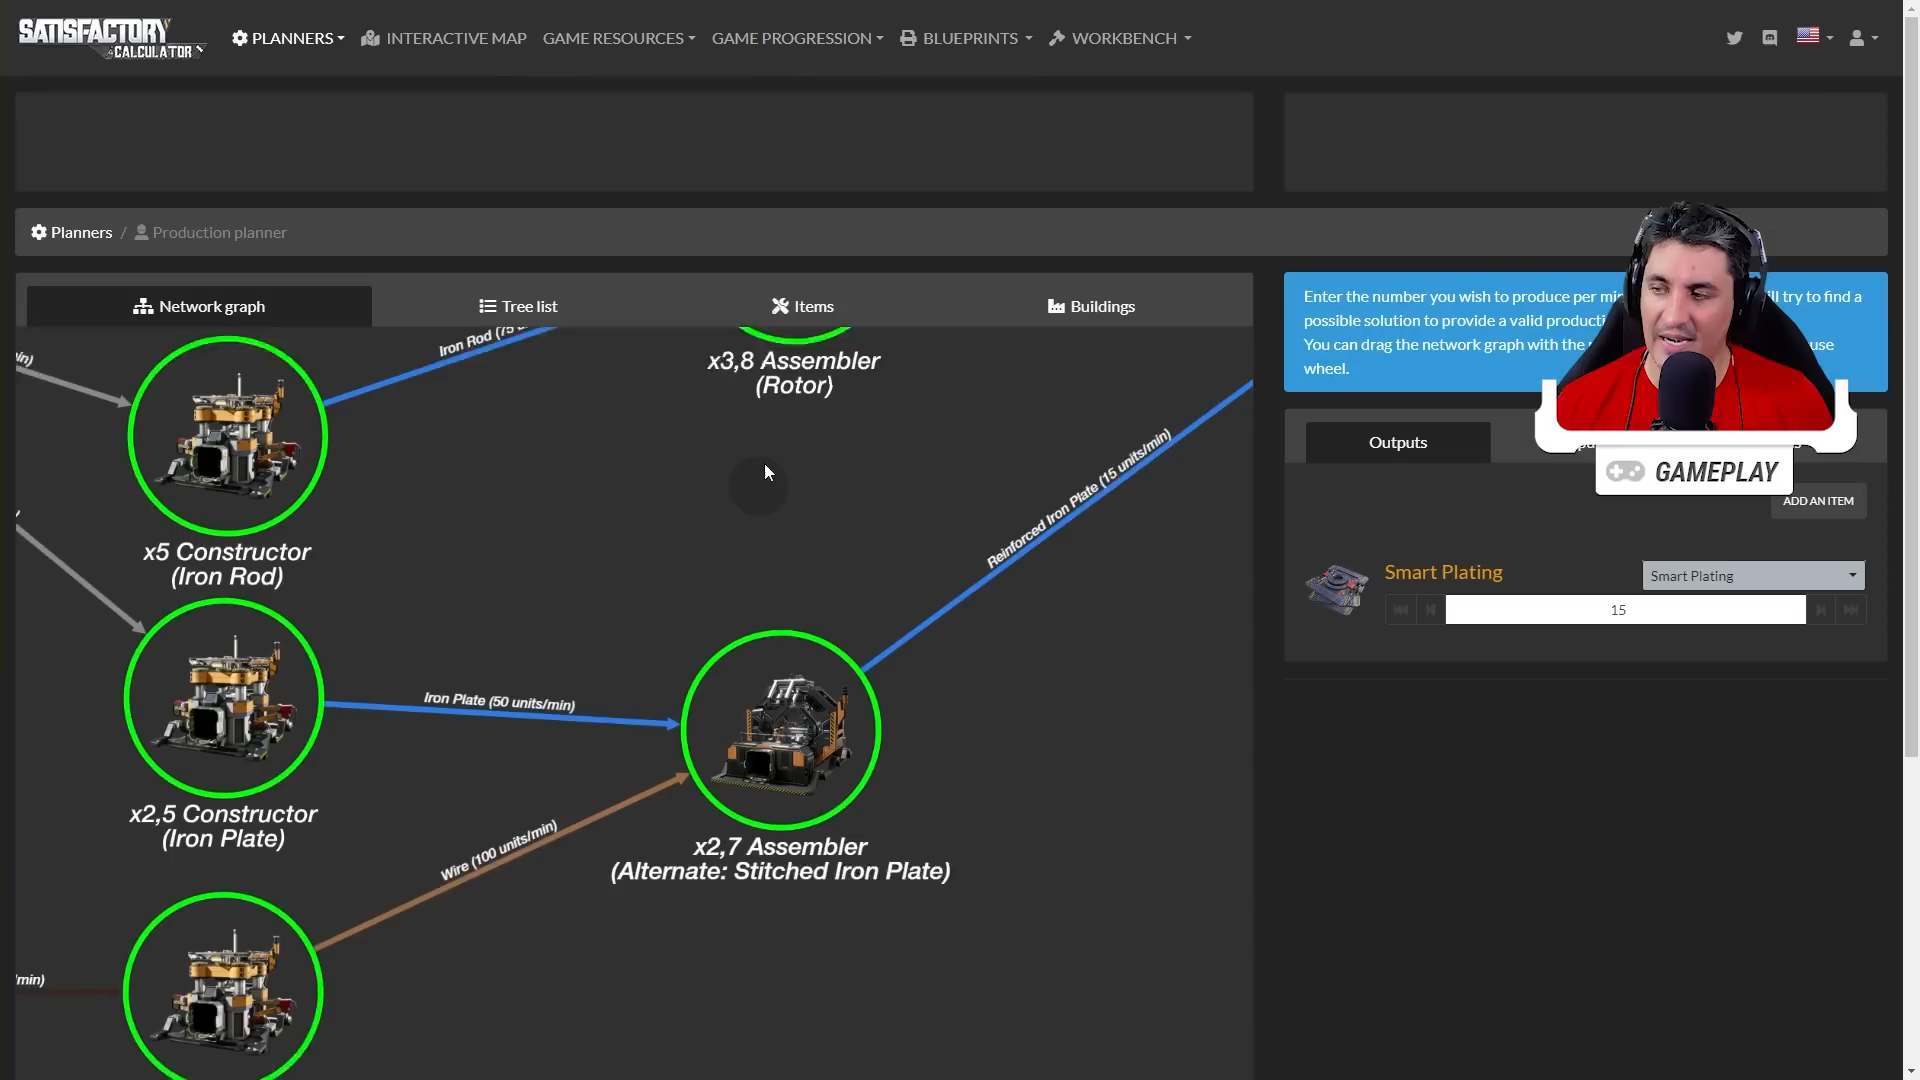 SATISFACTORY
CALCULATOR
PLANNERS
INTERACTIVE MAP
GAME RESOURCES
GAME PROGRESSION
BLUEPRINTS
WORKBENCH
Planners / Production planner
Network graph
Tree list
Items
Buildings
Enter the number you wish to produce per
ll try to find a
possible solution to provide a valid
You can drag the network graph with the
use
wheel.
Outputs
GAMEPLAY
ADD AN ITEM
Smart Plating
Smart Plating
15
Iron Rod
x3,8 Assembler
(Rotor)
x5 Constructor
(Iron Rod)
Reinforced Iron Plate (15 units/min)
Iron Plate (50 units/min)
x2,5 Constructor
(Iron Plate)
Wire (100 units/min)
x2,7 Assembler
(Alternate: Stitched Iron Plate)
min)